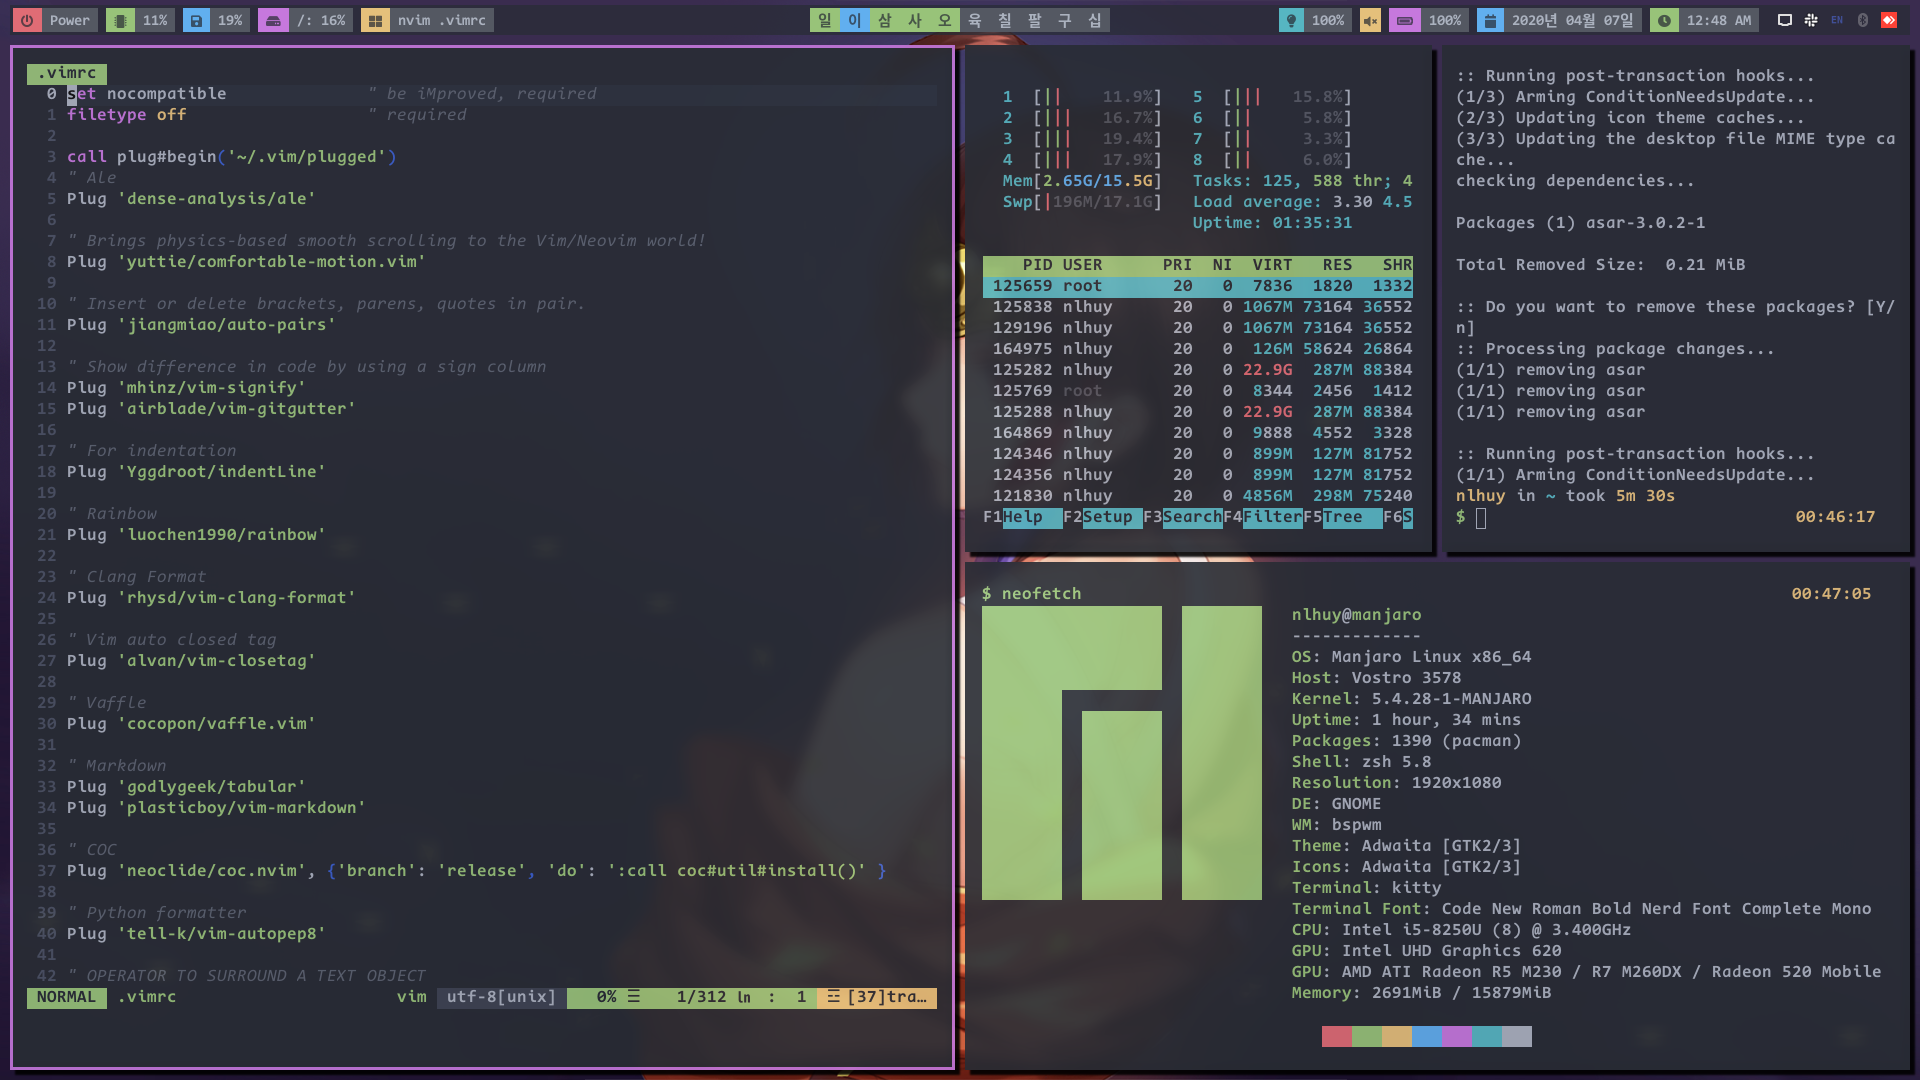 Power 11% 19% /: 16% nvim .vimrc 일 이 삼 사 오 육 칠 팔 구 십 100% 100% 2020년 04월 07일 12:48 AM EN
.vimrc
0 set nocompatible " be iMproved, required
1 filetype off " required
2
3 call plug#begin('~/.vim/plugged')
4 " Ale
5 Plug 'dense-analysis/ale'
6
7 " Brings physics-based smooth scrolling to the Vim/Neovim world!
8 Plug 'yuttie/comfortable-motion.vim'
9
10 " Insert or delete brackets, parens, quotes in pair.
11 Plug 'jiangmiao/auto-pairs'
12
13 " Show difference in code by using a sign column
14 Plug 'mhinz/vim-signify'
15 Plug 'airblade/vim-gitgutter'
16
17 " For indentation
18 Plug 'Yggdroot/indentLine'
19
20 " Rainbow
21 Plug 'luochen1990/rainbow'
22
23 " Clang Format
24 Plug 'rhysd/vim-clang-format'
25
26 " Vim auto closed tag
27 Plug 'alvan/vim-closetag'
28
29 " Vaffle
30 Plug 'cocopon/vaffle.vim'
31
32 " Markdown
33 Plug 'godlygeek/tabular'
34 Plug 'plasticboy/vim-markdown'
35
36 " COC
37 Plug 'neoclide/coc.nvim', {'branch': 'release', 'do': ':call coc#util#install()' }
38
39 " Python formatter
40 Plug 'tell-k/vim-autopep8'
41
42 " OPERATOR TO SURROUND A TEXT OBJECT
NORMAL .vimrc vim utf-8[unix] 0% ☰ 1/312 ㏑ : 1 ☲ [37]tra…
1 [|| 11.9%] 5 [||| 15.8%]
2 [|||| 16.7%] 6 [|| 5.8%]
3 [|||| 19.4%] 7 [|| 3.3%]
4 [|||| 17.9%] 8 [|| 6.0%]
Mem[2.65G/15.5G] Tasks: 125, 588 thr; 4
Swp[|196M/17.1G] Load average: 3.30 4.5
Uptime: 01:35:31
PID USER PRI NI VIRT RES SHR
125659 root 20 0 7836 1820 1332
125838 nlhuy 20 0 1067M 73164 36552
129196 nlhuy 20 0 1067M 73164 36552
164975 nlhuy 20 0 126M 58624 26864
125282 nlhuy 20 0 22.9G 287M 88384
125769 root 20 0 8344 2456 1412
125288 nlhuy 20 0 22.9G 287M 88384
164869 nlhuy 20 0 9888 4552 3328
124346 nlhuy 20 0 899M 127M 81752
124356 nlhuy 20 0 899M 127M 81752
121830 nlhuy 20 0 4856M 298M 75240
F1Help F2Setup F3SearchF4FilterF5Tree F6S
:: Running post-transaction hooks...
(1/3) Arming ConditionNeedsUpdate...
(2/3) Updating icon theme caches...
(3/3) Updating the desktop file MIME type ca
che...
checking dependencies...
Packages (1) asar-3.0.2-1
Total Removed Size: 0.21 MiB
:: Do you want to remove these packages? [Y/
n]
:: Processing package changes...
(1/1) removing asar
(1/1) removing asar
(1/1) removing asar
:: Running post-transaction hooks...
(1/1) Arming ConditionNeedsUpdate...
nlhuy in ~ took 5m 30s
$ 00:46:17
$ neofetch 00:47:05
nlhuy@manjaro
-------------
OS: Manjaro Linux x86_64
Host: Vostro 3578
Kernel: 5.4.28-1-MANJARO
Uptime: 1 hour, 34 mins
Packages: 1390 (pacman)
Shell: zsh 5.8
Resolution: 1920x1080
DE: GNOME
WM: bspwm
Theme: Adwaita [GTK2/3]
Icons: Adwaita [GTK2/3]
Terminal: kitty
Terminal Font: Code New Roman Bold Nerd Font Complete Mono
CPU: Intel i5-8250U (8) @ 3.400GHz
GPU: Intel UHD Graphics 620
GPU: AMD ATI Radeon R5 M230 / R7 M260DX / Radeon 520 Mobile
Memory: 2691MiB / 15879MiB